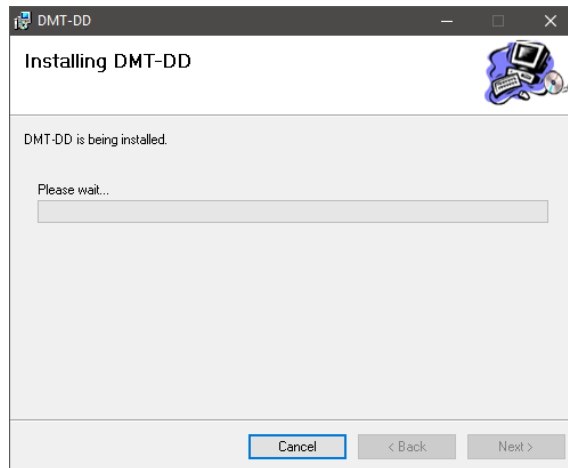 DMT-DD
Installing DMT-DD
DMT-DD is being installed.
Please wait...
Cancel
< Back
Next >